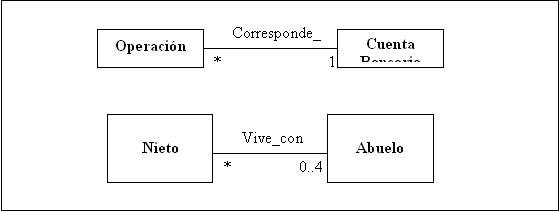 Operación
Corresponde_
Cuenta
* 1
Nieto
Vive_con
Abuelo
* 0..4